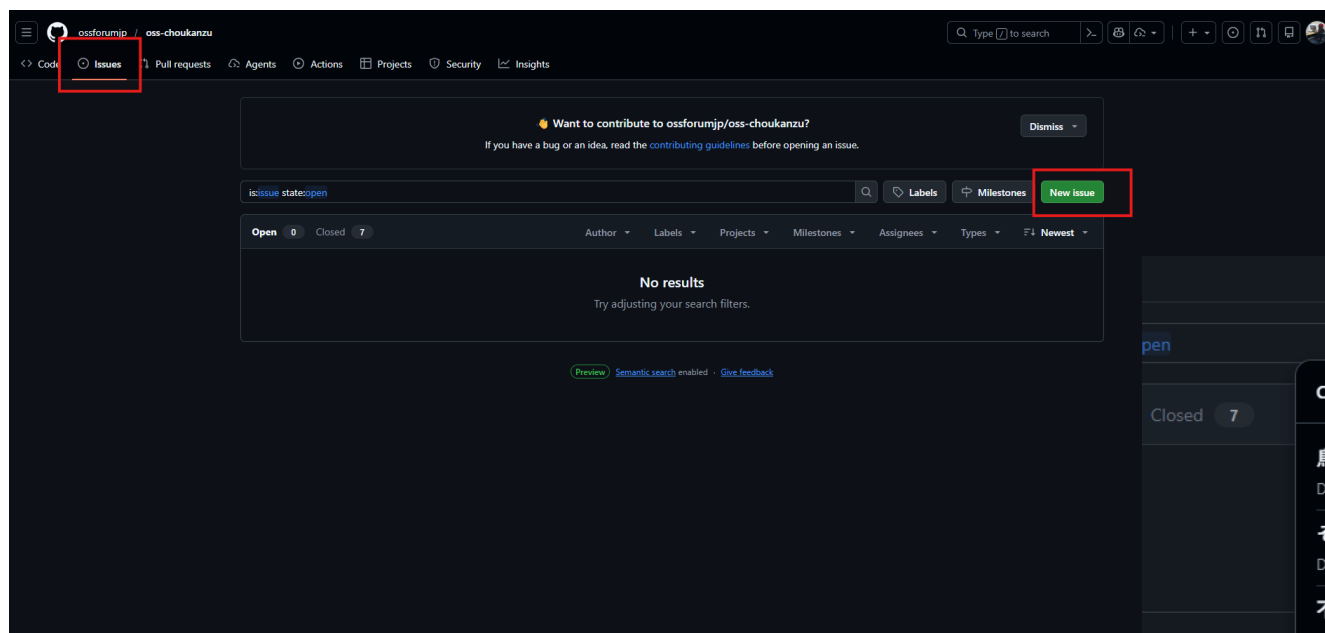 ossforumjp / oss-choukanzu
Type / to search
Code Issues Pull requests Agents Actions Projects Security Insights
👋 Want to contribute to ossforumjp/oss-choukanzu?
Dismiss
If you have a bug or an idea, read the contributing guidelines before opening an issue.
is:issue state:open
Labels
Milestones
New issue
Open 0 Closed 7
Author Labels Projects Milestones Assignees Types Newest
No results
Try adjusting your search filters.
Preview Semantic search enabled · Give feedback
pen
Closed 7
D
D